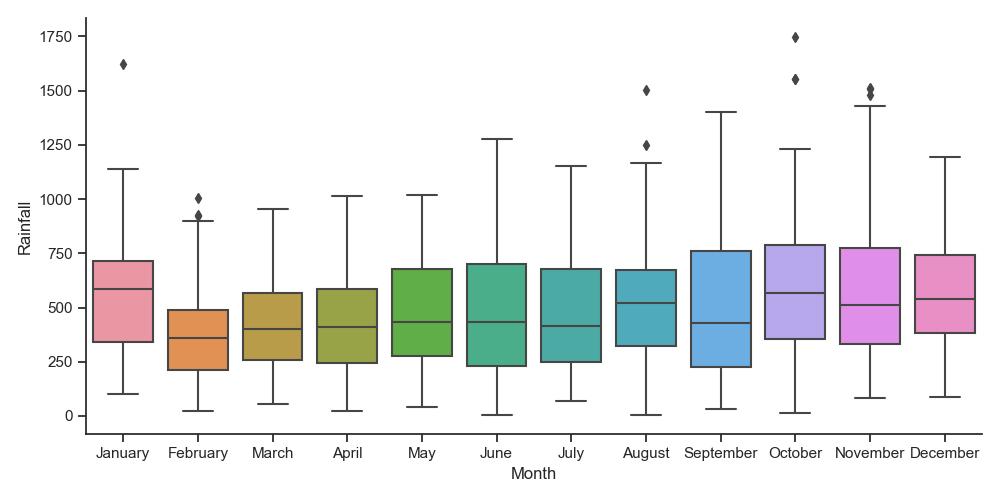 1750
1500
1250
1000
750
500
250
0
Rainfall
January February March April May June July August September October November December
Month